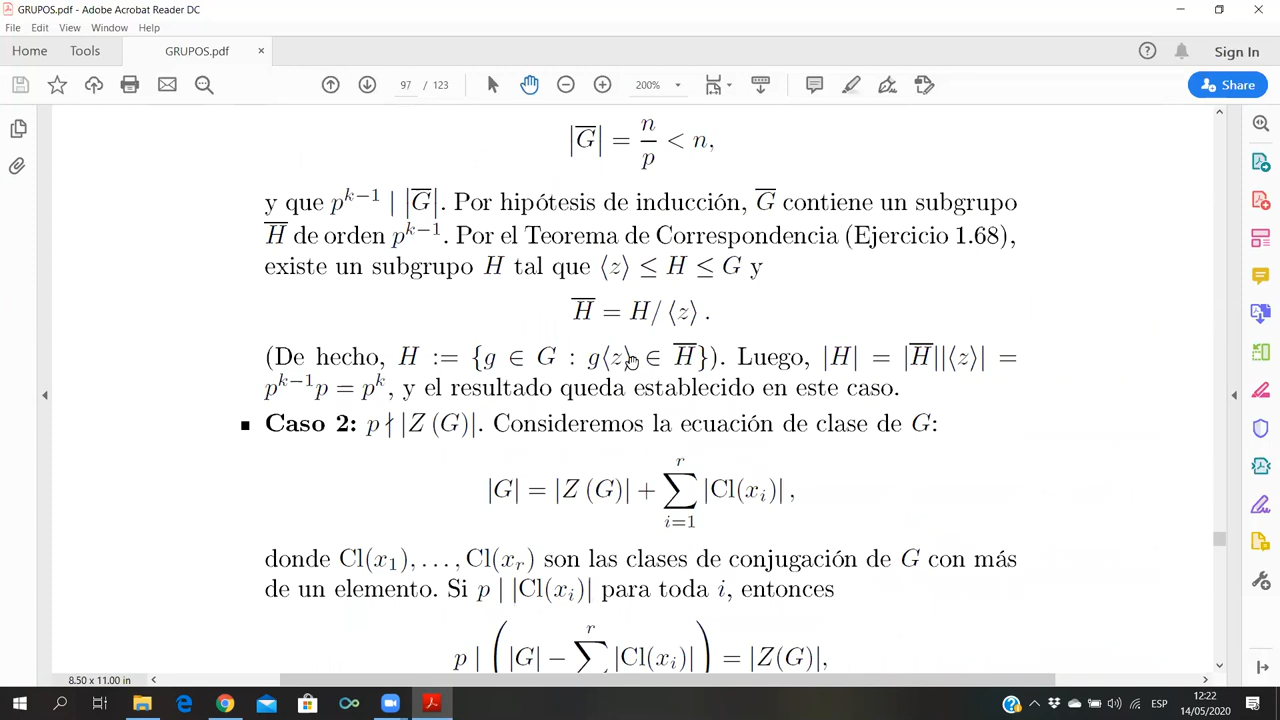 GRUPOS.pdf - Adobe Acrobat Reader DC
File Edit View Window Help
Home Tools GRUPOS.pdf × Sign In
97 / 123 200% Share
|G̅| = n/p < n,
y que p^{k−1} | |G̅|. Por hipótesis de inducción, G̅ contiene un subgrupo
H̅ de orden p^{k−1}. Por el Teorema de Correspondencia (Ejercicio 1.68),
existe un subgrupo H tal que ⟨z⟩ ≤ H ≤ G y
H̅ = H/ ⟨z⟩ .
(De hecho, H := {g ∈ G : g⟨z⟩ ∈ H̅}). Luego, |H| = |H̅||⟨z⟩| =
p^{k−1}p = p^k, y el resultado queda establecido en este caso.
▪ Caso 2: p ∤ |Z (G)|. Consideremos la ecuación de clase de G:
|G| = |Z (G)| + ∑_{i=1}^{r} |Cl(x_i)| ,
donde Cl(x_1), . . . , Cl(x_r) son las clases de conjugación de G con más
de un elemento. Si p | |Cl(x_i)| para toda i, entonces
p | ( |G| − ∑^{r} |Cl(x_i)| ) = |Z(G)|,
8.50 x 11.00 in
ESP 12:22
14/05/2020